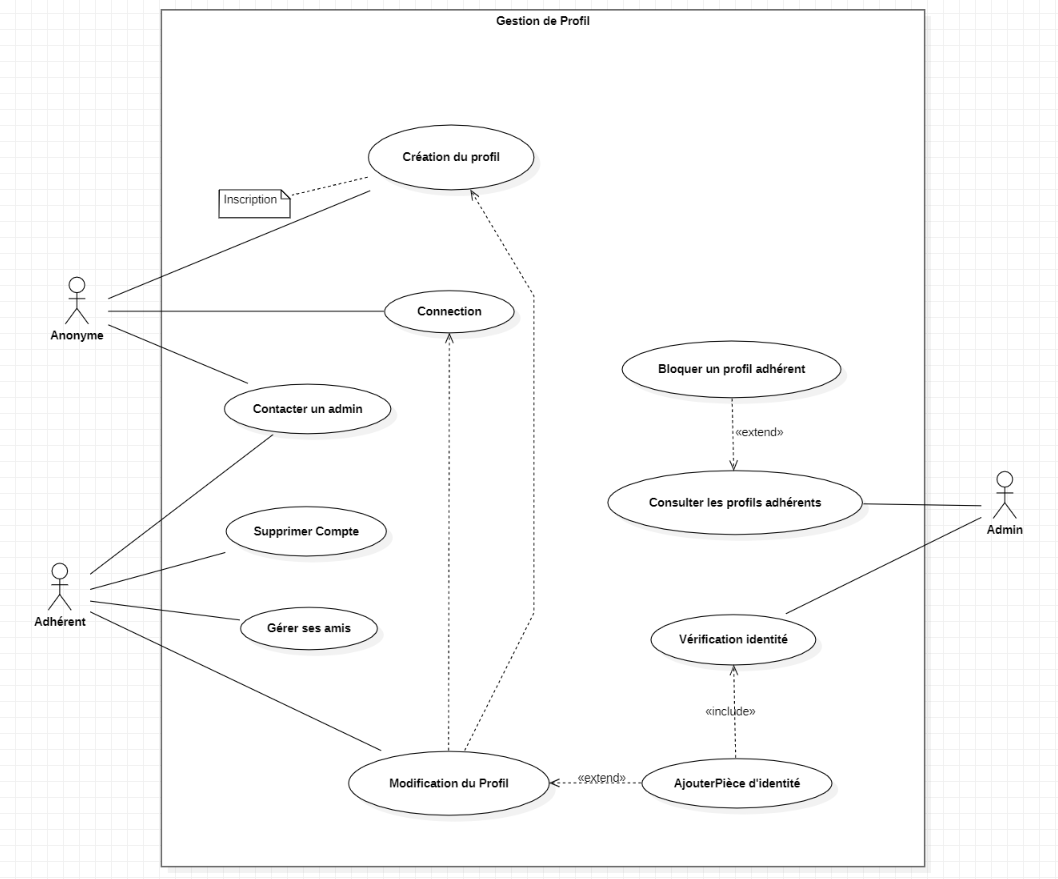 Gestion de Profil
Création du profil
Inscription
Anonyme
Connection
Bloquer un profil adhérent
Contacter un admin
«extend»
Consulter les profils adhérents
Admin
Supprimer Compte
Adhérent
Gérer ses amis
Vérification identité
«include»
Modification du Profil
«extend»
AjouterPièce d'identité